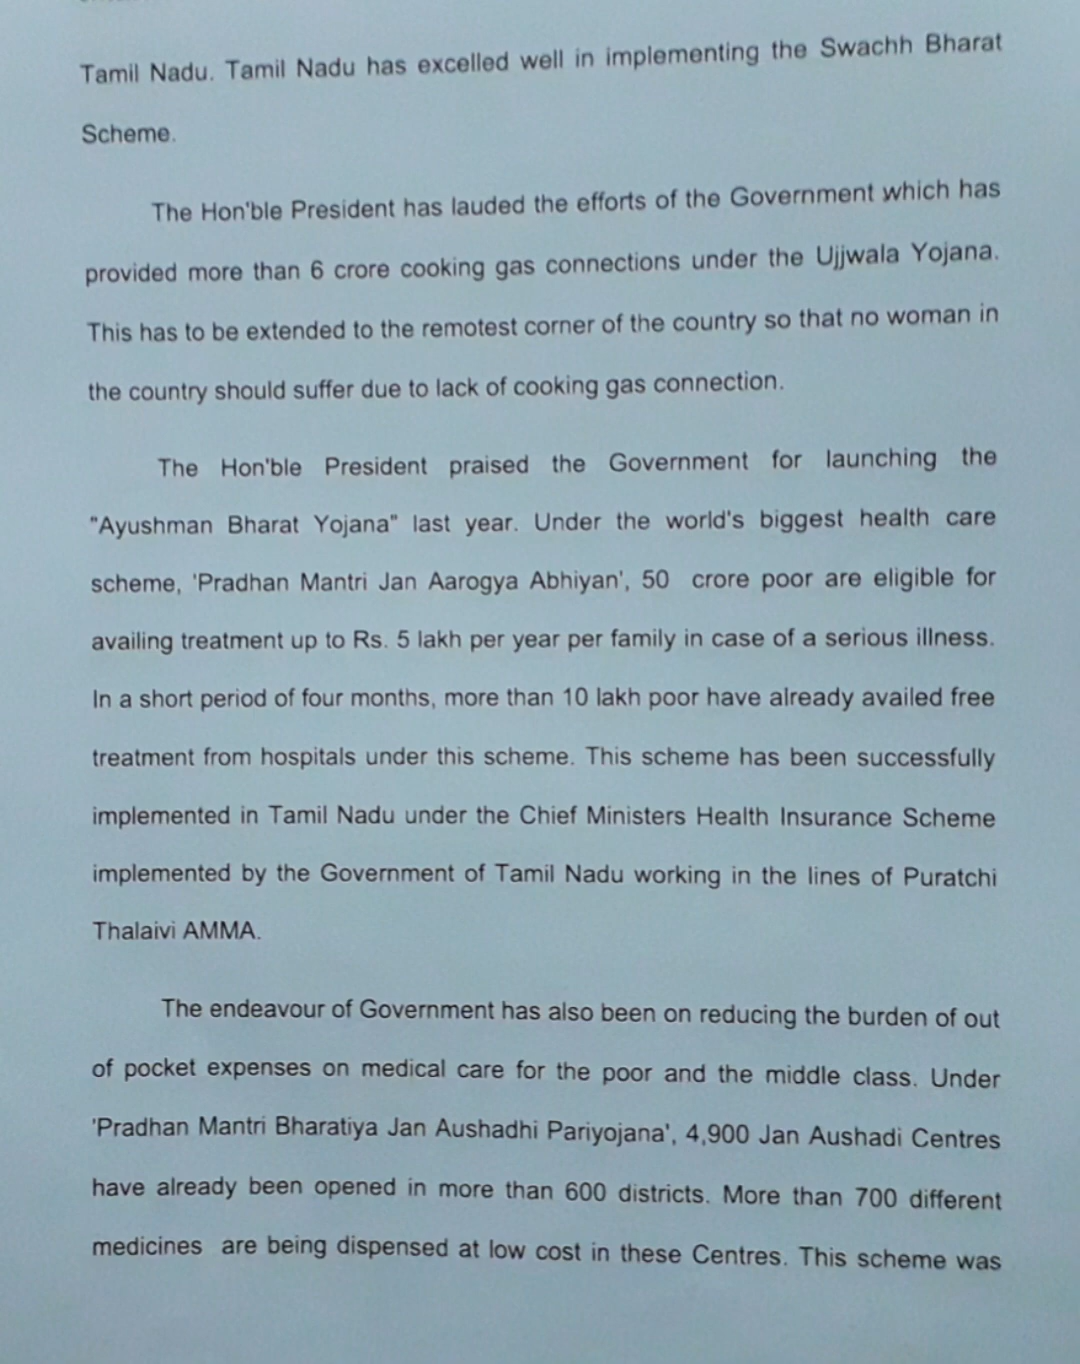 Tamil Nadu. Tamil Nadu has excelled well in implementing the Swachh Bharat
Scheme.
The Hon'ble President has lauded the efforts of the Government which has
provided more than 6 crore cooking gas connections under the Ujjwala Yojana.
This has to be extended to the remotest corner of the country so that no woman in
the country should suffer due to lack of cooking gas connection.
The Hon'ble President praised the Government for launching the
"Ayushman Bharat Yojana" last year. Under the world's biggest health care
scheme, 'Pradhan Mantri Jan Aarogya Abhiyan', 50 crore poor are eligible for
availing treatment up to Rs. 5 lakh per year per family in case of a serious illness.
In a short period of four months, more than 10 lakh poor have already availed free
treatment from hospitals under this scheme. This scheme has been successfully
implemented in Tamil Nadu under the Chief Ministers Health Insurance Scheme
implemented by the Government of Tamil Nadu working in the lines of Puratchi
Thalaivi AMMA.
The endeavour of Government has also been on reducing the burden of out
of pocket expenses on medical care for the poor and the middle class. Under
'Pradhan Mantri Bharatiya Jan Aushadhi Pariyojana', 4,900 Jan Aushadi Centres
have already been opened in more than 600 districts. More than 700 different
medicines are being dispensed at low cost in these Centres. This scheme was